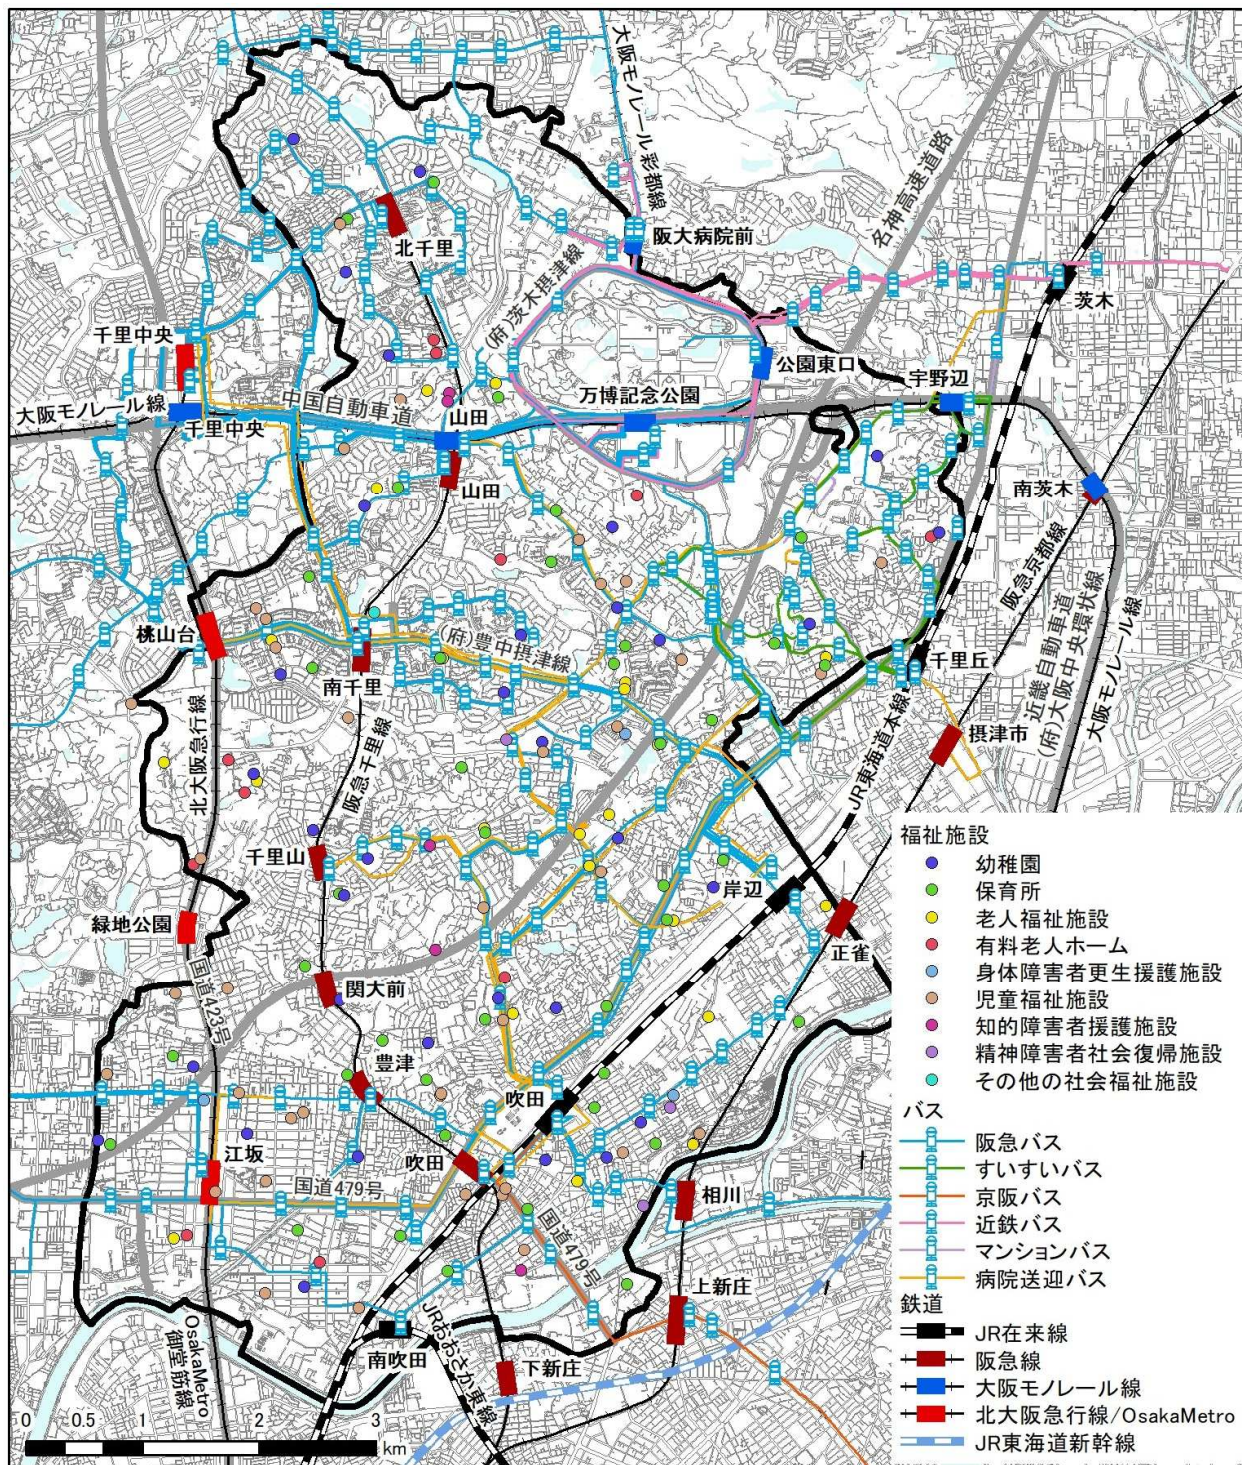 大阪モノレール彩都線
名神高速道路
阪大病院前
北千里
(府)茨木摂津線
茨木
千里中央
公園東口
宇野辺
万博記念公園
中国自動車道
大阪モノレール線
千里中央
山田
山田
南茨木
阪急京都線
近畿自動車道
(府)大阪中央環状線
大阪モノレール線
桃山台
(府)豊中摂津線
南千里
千里丘
JR東海道本線
摂津市
北大阪急行線
阪急千里線
千里山
岸辺
緑地公園
正雀
国道423号
関大前
豊津
吹田
江坂
吹田
国道479号
相川
国道479号
上新庄
OsakaMetro
御堂筋線
南吹田
JRおおさか東線
下新庄
0 0.5 1 2 3
km
福祉施設
幼稚園
保育所
老人福祉施設
有料老人ホーム
身体障害者更生援護施設
児童福祉施設
知的障害者援護施設
精神障害者社会復帰施設
その他の社会福祉施設
バス
阪急バス
すいすいバス
京阪バス
近鉄バス
マンションバス
病院送迎バス
鉄道
JR在来線
阪急線
大阪モノレール線
北大阪急行線/OsakaMetro
JR東海道新幹線